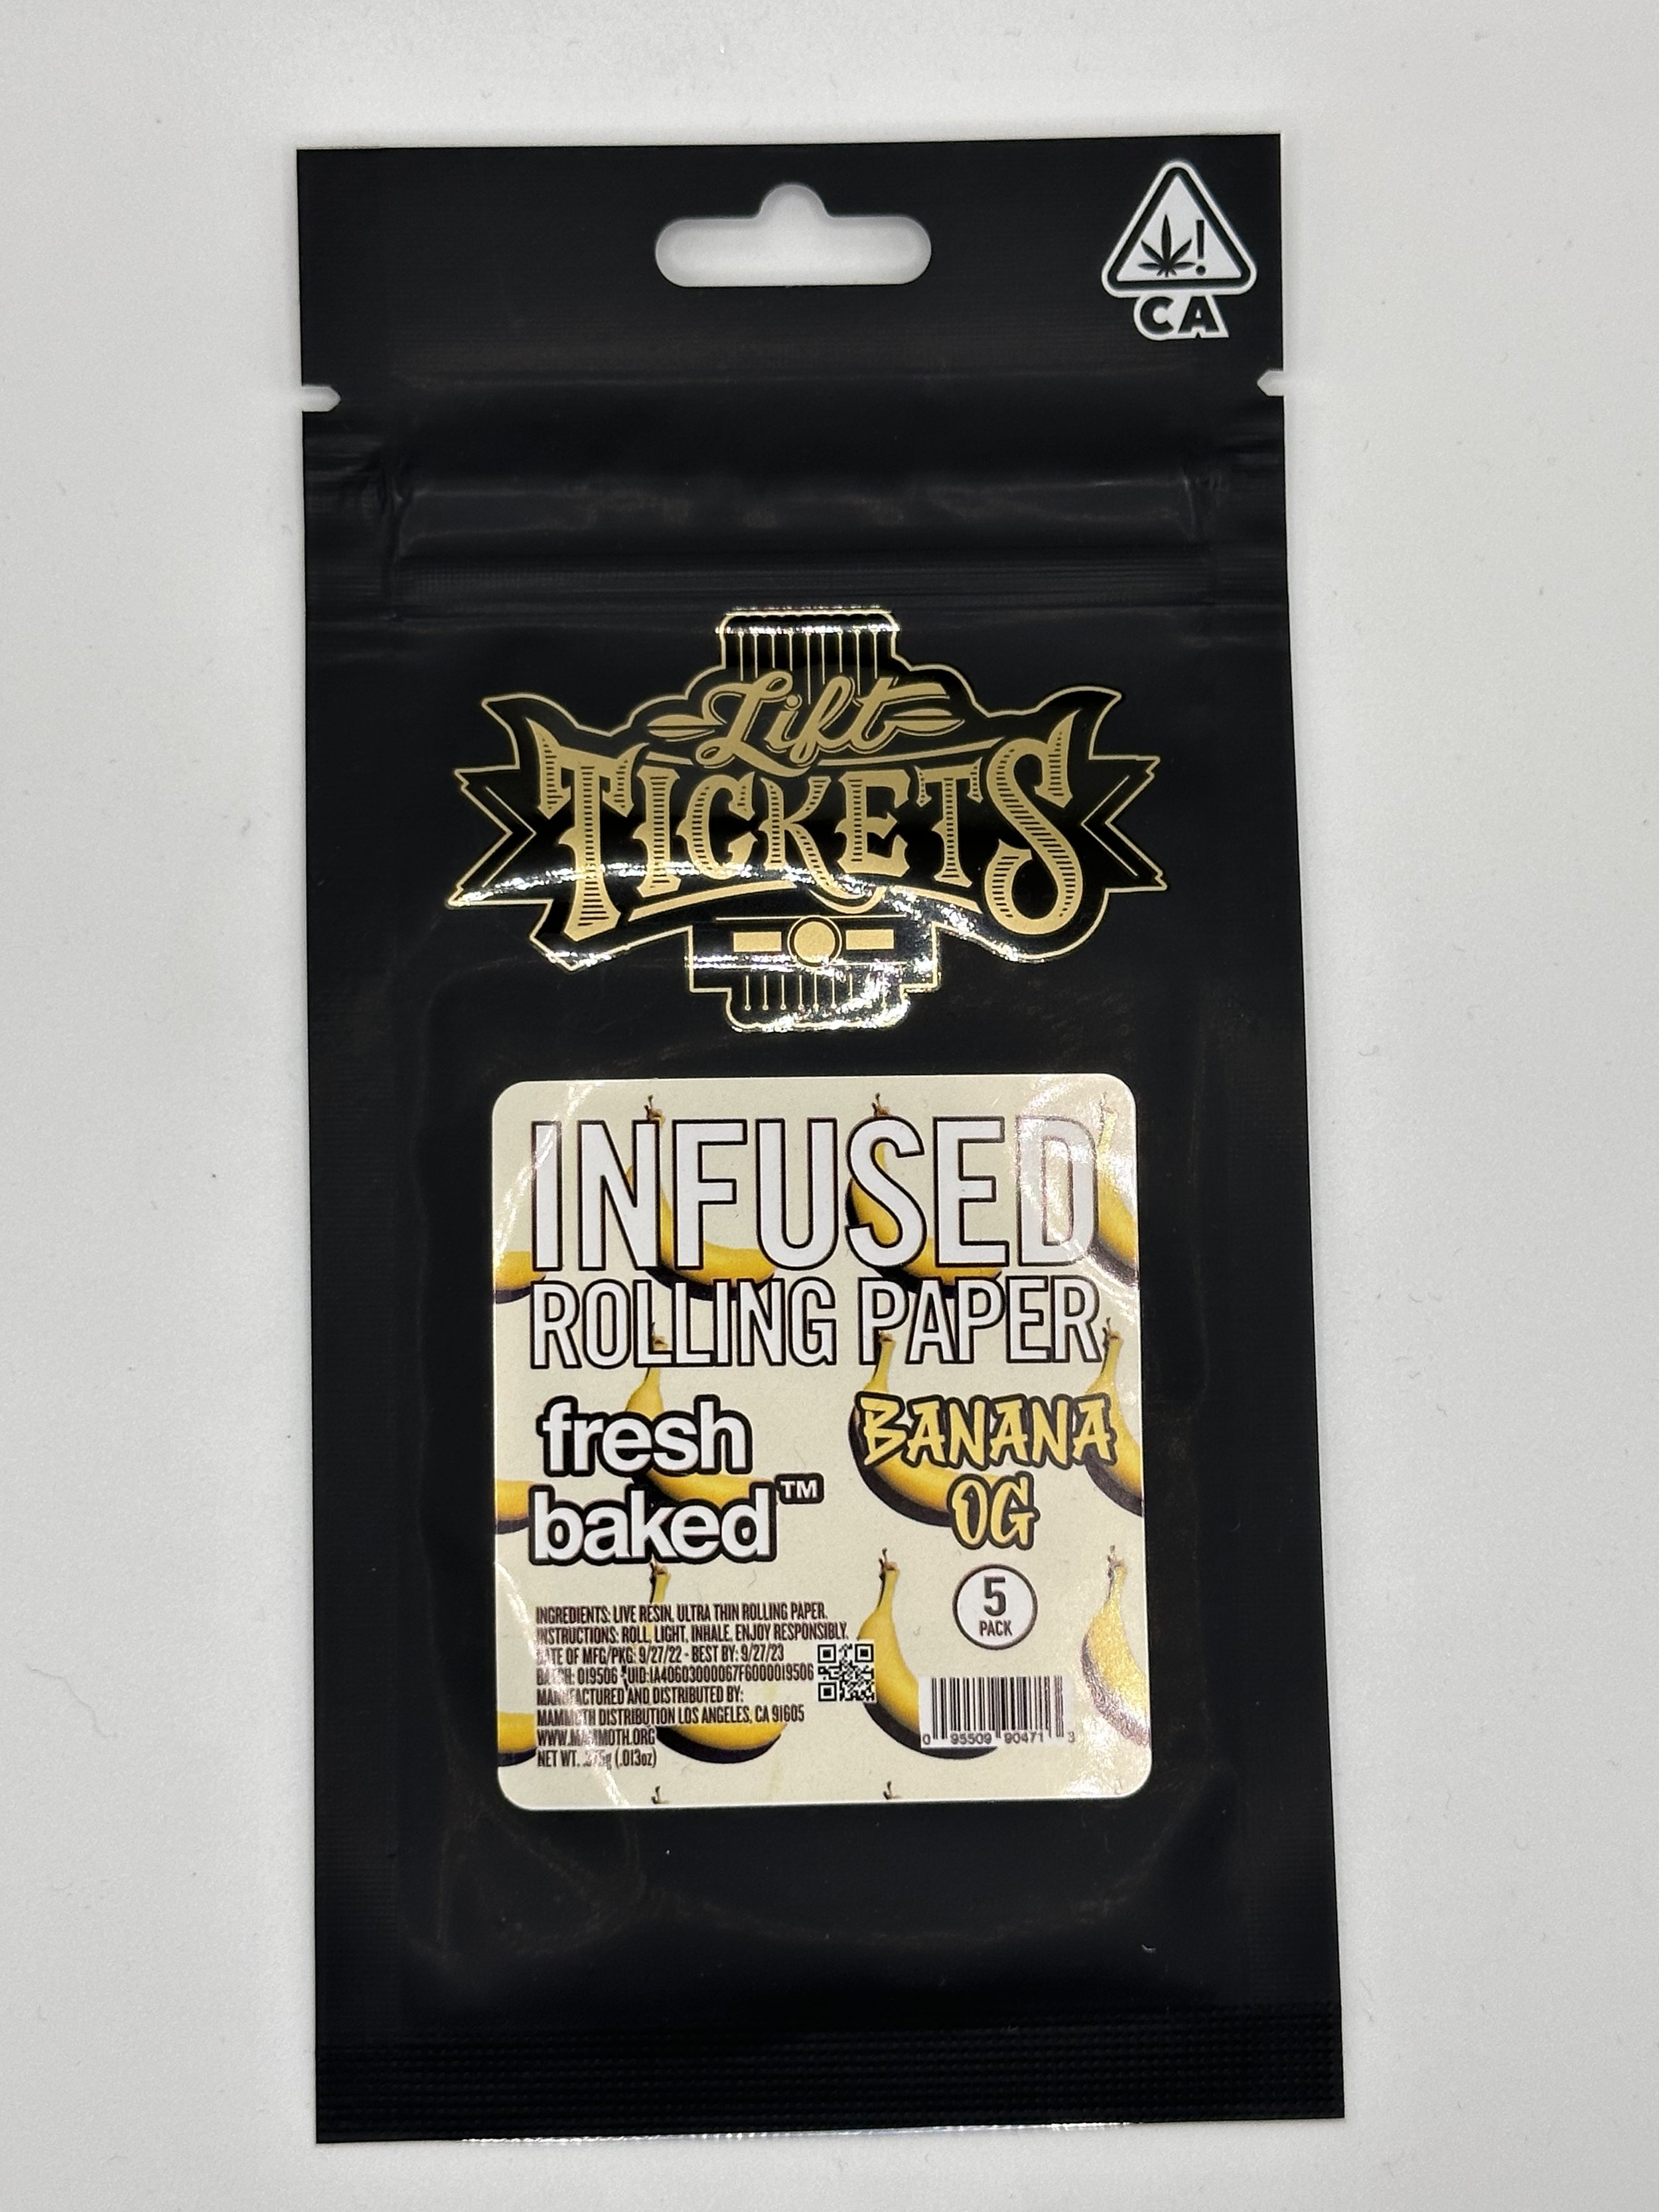 CA
Lift
TICKETS
INFUSED
ROLLING PAPER
fresh
baked™
BANANA
OG
5
PACK
INGREDIENTS: LIVE RESIN, ULTRA THIN ROLLING PAPER.
INSTRUCTIONS: ROLL, LIGHT, INHALE, ENJOY RESPONSIBLY.
DATE OF MFG/PKG: 9/27/22 - BEST BY: 9/27/23
BATCH: 019506 - UID:1A40603000067F6000019506
MANUFACTURED AND DISTRIBUTED BY:
MAMMOTH DISTRIBUTION LOS ANGELES, CA 91605
WWW.MAMMOTH.ORG
NET WT. .375g (.013oz)
0 95509 90471 3